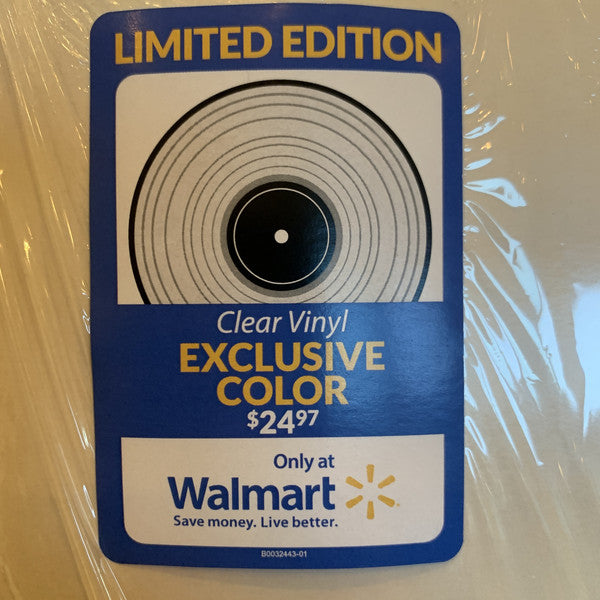 LIMITED EDITION
Clear Vinyl
EXCLUSIVE
COLOR
$24.97
Only at
Walmart
Save money. Live better.
B0032443-01